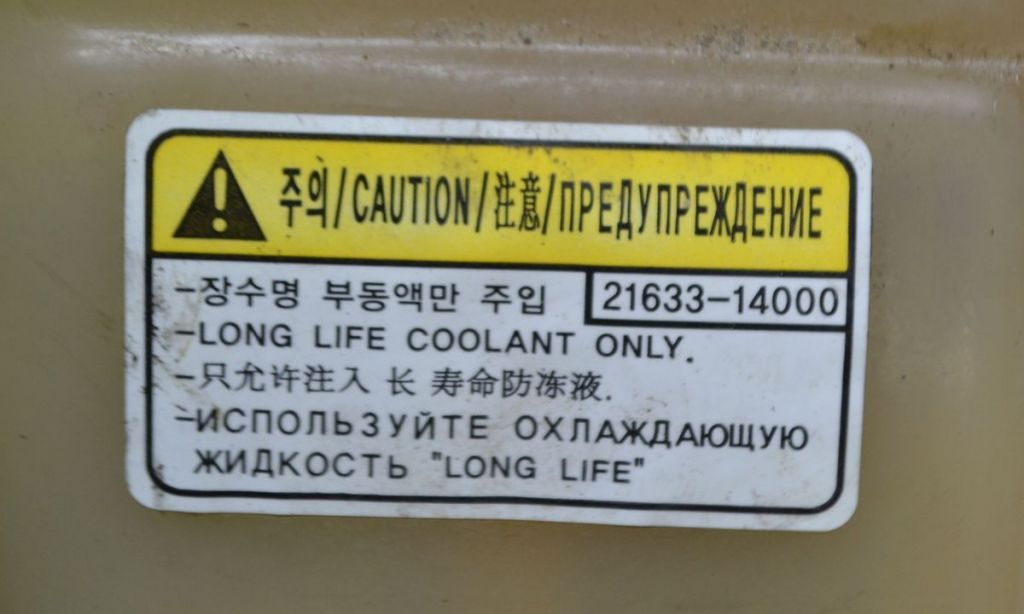 주의/CAUTION/注意/ПРЕДУПРЕЖДЕНИЕ
-장수명 부동액만 주입 21633-14000
-LONG LIFE COOLANT ONLY.
-只允许注入 长 寿命防冻液.
-ИСПОЛЬЗУЙТЕ ОХЛАЖДАЮЩУЮ
ЖИДКОСТЬ "LONG LIFE"